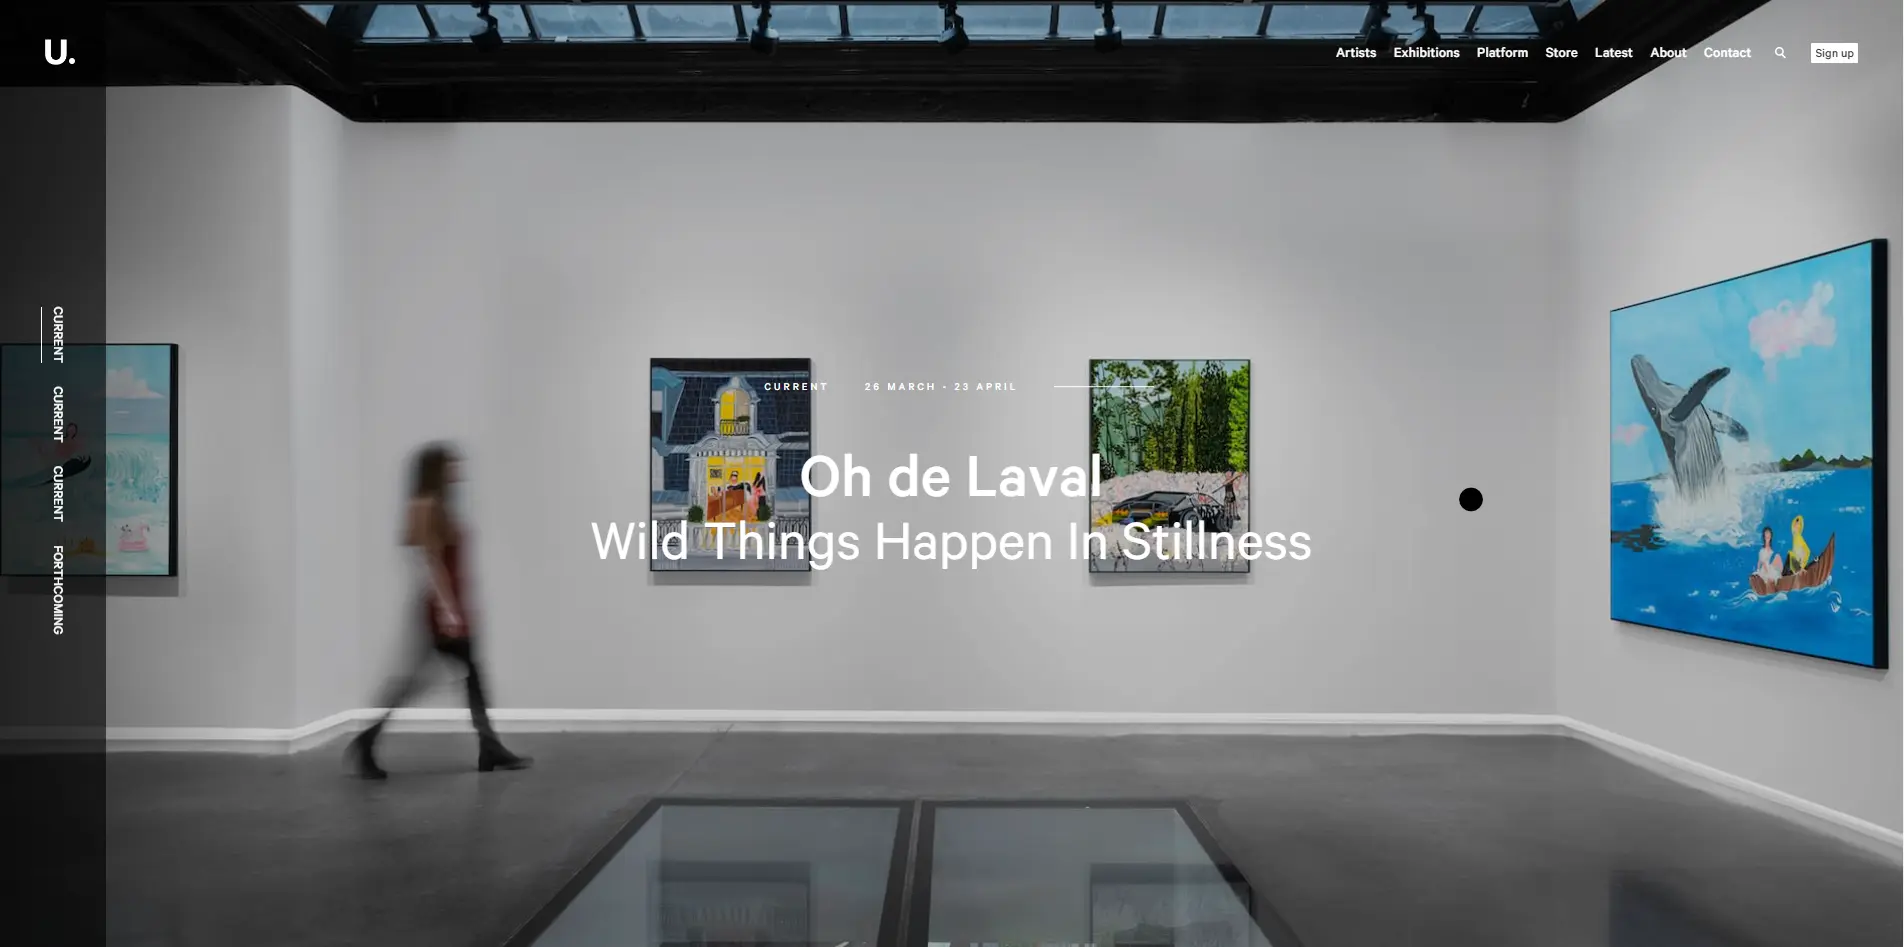 U.
Artists Exhibitions Platform Store Latest About Contact Sign up
CURRENT
CURRENT
CURRENT
FORTHCOMING
CURRENT 26 MARCH - 23 APRIL
Oh de Laval
Wild Things Happen In Stillness